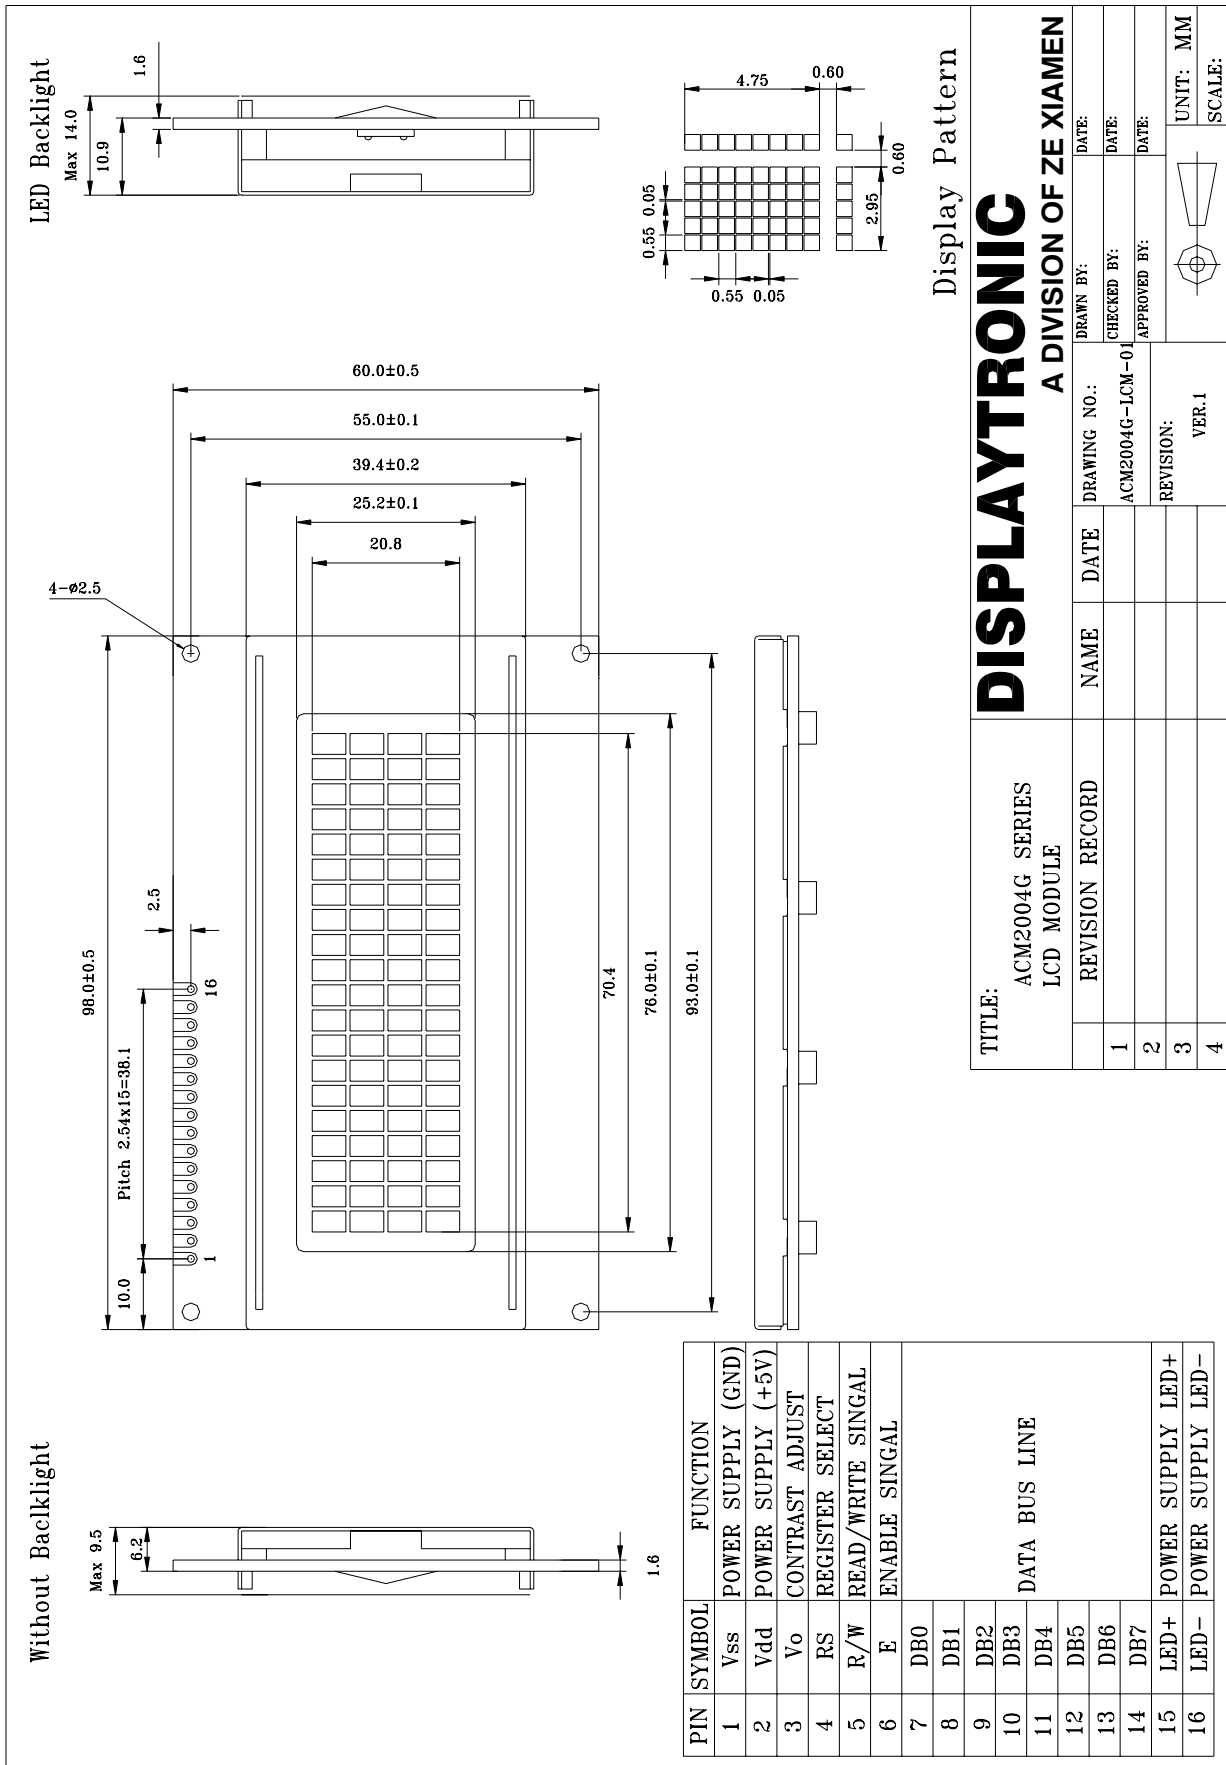 Without Baclklight
Max 9.5
6.2
1.6
98.0±0.5
10.0
Pitch 2.54x15=38.1
2.5
4-ø2.5
1
16
60.0±0.5
55.0±0.1
39.4±0.2
25.2±0.1
20.8
70.4
76.0±0.1
93.0±0.1
LED Backlight
Max 14.0
10.9
1.6
4.75
0.60
0.60
2.95
0.55 0.05
0.55 0.05
Display Pattern
PIN SYMBOL FUNCTION
1 Vss POWER SUPPLY (GND)
2 Vdd POWER SUPPLY (+5V)
3 Vo CONTRAST ADJUST
4 RS REGISTER SELECT
5 R/W READ/WRITE SINGAL
6 E ENABLE SINGAL
7 DB0
8 DB1
9 DB2
10 DB3
11 DB4
12 DB5
13 DB6
14 DB7
DATA BUS LINE
15 LED+ POWER SUPPLY LED+
16 LED- POWER SUPPLY LED-
TITLE:
ACM2004G SERIES
LCD MODULE
DISPLAYTRONIC
A DIVISION OF ZE XIAMEN
REVISION RECORD NAME DATE
1
2
3
4
DRAWING NO.:
ACM2004G-LCM-01
REVISION:
VER.1
DRAWN BY: DATE:
CHECKED BY: DATE:
APPROVED BY: DATE:
UNIT: MM
SCALE: